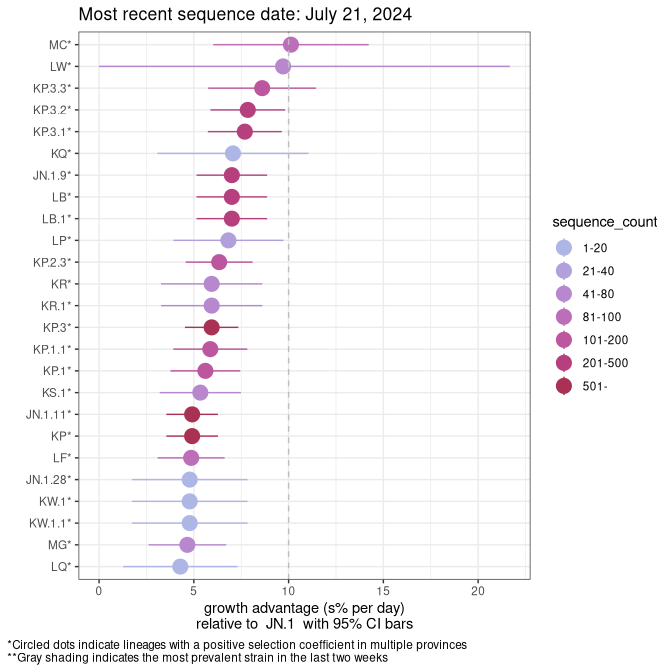 Most recent sequence date: July 21, 2024
MC*
LW*
KP.3.3*
KP.3.2*
KP.3.1*
KQ*
JN.1.9*
LB*
LB.1*
LP*
KP.2.3*
KR*
KR.1*
KP.3*
KP.1.1*
KP.1*
KS.1*
JN.1.11*
KP*
LF*
JN.1.28*
KW.1*
KW.1.1*
MG*
LQ*
0 5 10 15 20
growth advantage (s% per day)
relative to JN.1 with 95% CI bars
sequence_count
1-20
21-40
41-80
81-100
101-200
201-500
501-
*Circled dots indicate lineages with a positive selection coefficient in multiple provinces
**Gray shading indicates the most prevalent strain in the last two weeks